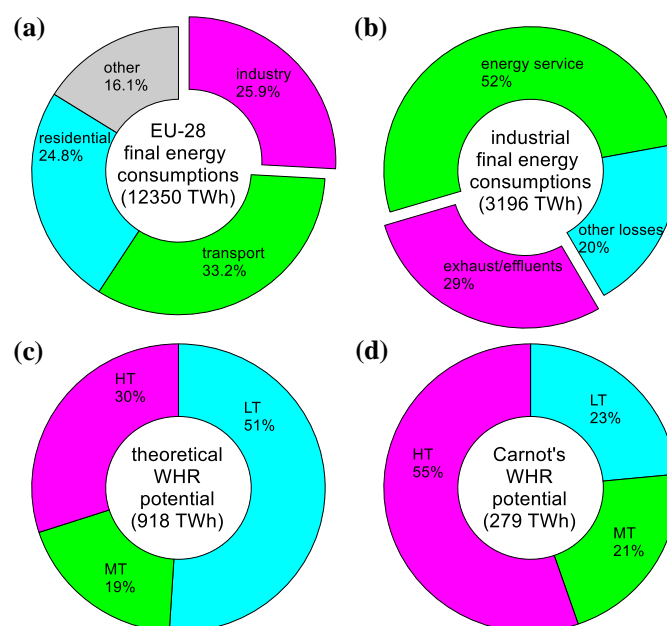 (a)
industry
25.9%
other
16.1%
residential
24.8%
EU-28
final energy
consumptions
(12350 TWh)
transport
33.2%
(b)
energy service
52%
industrial
final energy
consumptions
(3196 TWh)
other losses
20%
exhaust/effluents
29%
(c)
HT
30%
LT
51%
theoretical
WHR
potential
(918 TWh)
MT
19%
(d)
LT
23%
HT
55%
Carnot's
WHR
potential
(279 TWh)
MT
21%